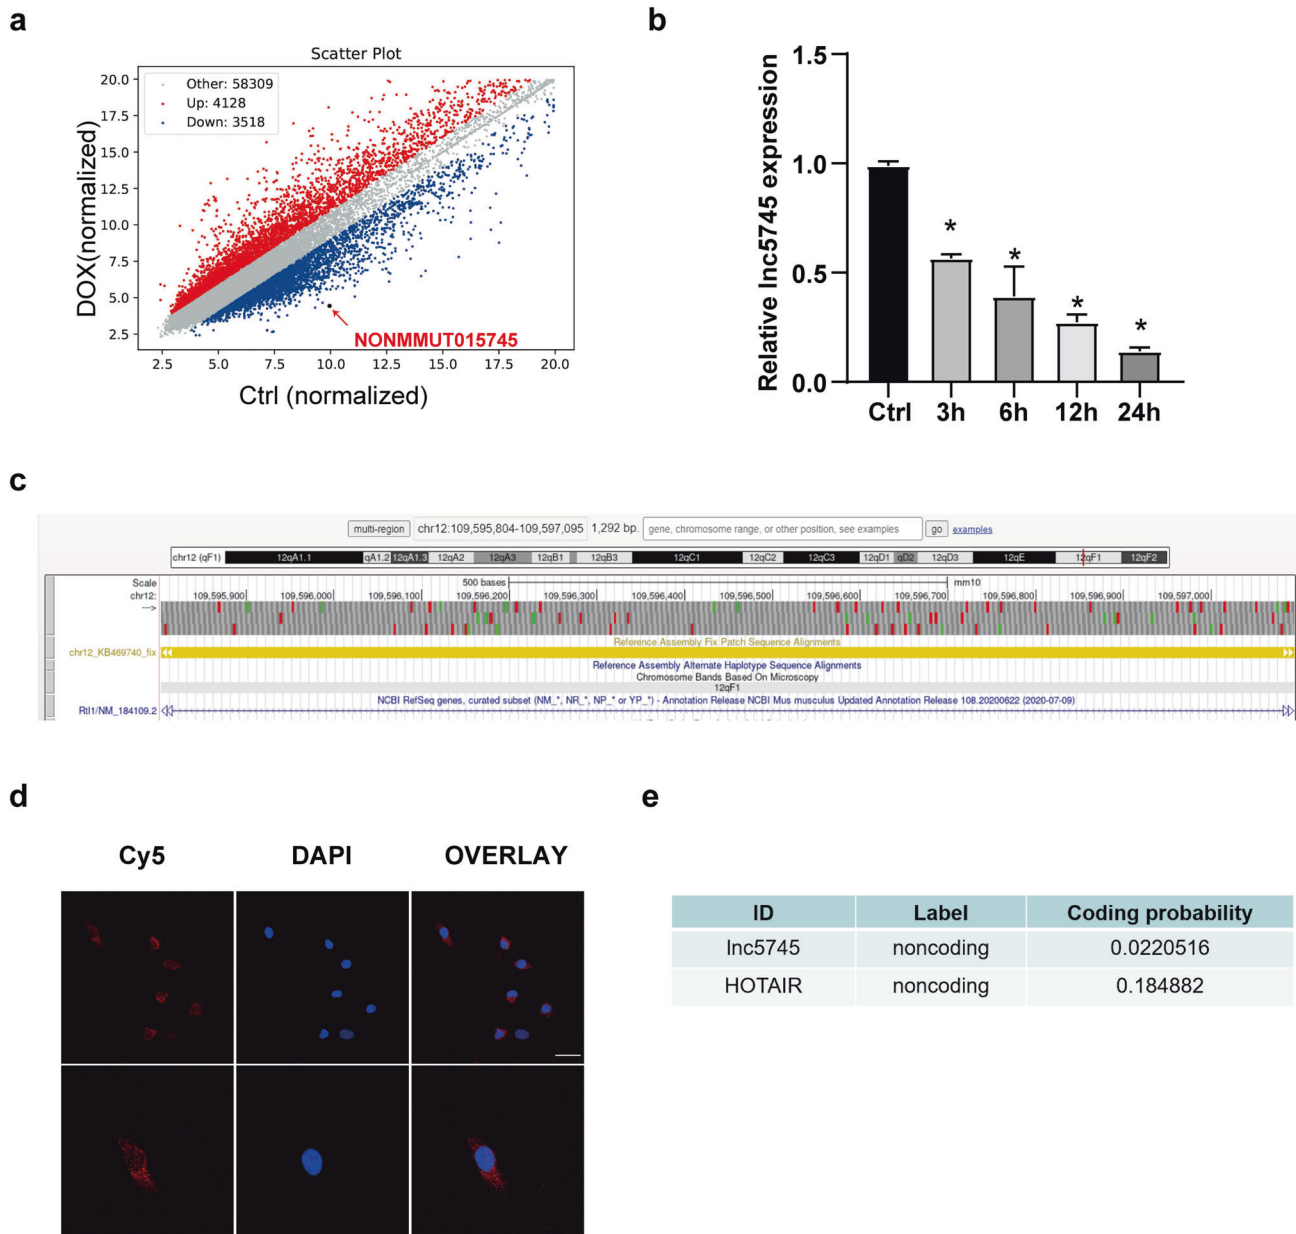 a
Scatter Plot
Other: 58309
Up: 4128
Down: 3518
20.0
17.5
15.0
12.5
10.0
7.5
5.0
2.5
DOX(normalized)
NONMMUT015745
2.5 5.0 7.5 10.0 12.5 15.0 17.5 20.0
Ctrl (normalized)
b
Relative lnc5745 expression
1.5
1.0
0.5
0.0
* * * *
Ctrl 3h 6h 12h 24h
c
multi-region chr12:109,595,804-109,597,095 1,292 bp. gene, chromosome range, or other position, see examples go examples
chr12 (qF1) 12qA1.1 qA1.2 12qA1.3 12qA2 12qA3 12qB1 12qB3 12qC1 12qC2 12qC3 12qD1 qD2 12qD3 12qE 12qF1 12qF2
Scale 500 bases mm10
chr12: 109,595,900 109,596,000 109,596,100 109,596,200 109,596,300 109,596,400 109,596,500 109,596,600 109,596,700 109,596,800 109,596,900 109,597,000
--->
Reference Assembly Fix Patch Sequence Alignments
chr12_KB469740_fix
Reference Assembly Alternate Haplotype Sequence Alignments
Chromosome Bands Based On Microscopy
12qF1
NCBI RefSeq genes, curated subset (NM_*, NR_*, NP_* or YP_*) - Annotation Release NCBI Mus musculus Updated Annotation Release 108.20200622 (2020-07-09)
Rtl1/NM_184109.2
d
Cy5 DAPI OVERLAY
e
ID Label Coding probability
lnc5745 noncoding 0.0220516
HOTAIR noncoding 0.184882